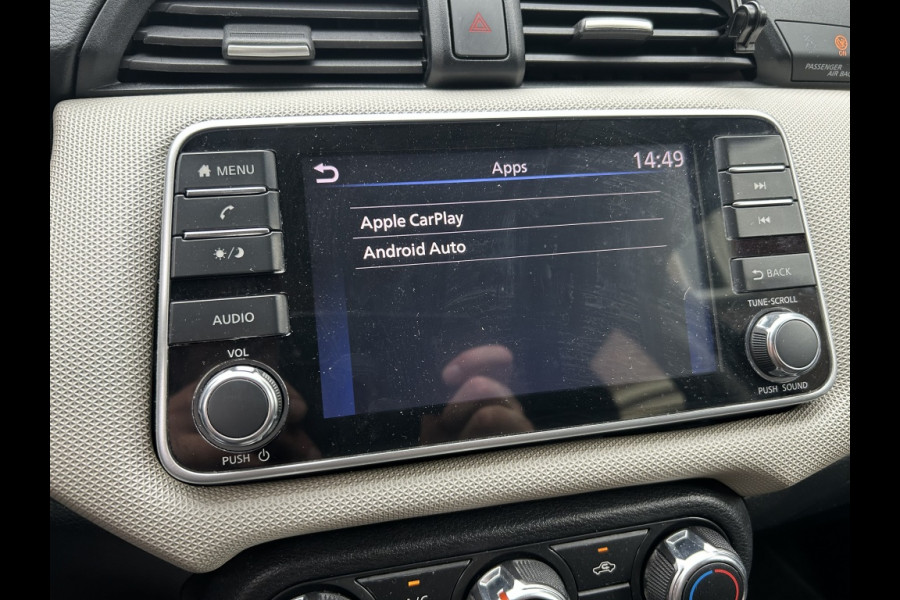 ON
PASSENGER
AIR BAG
MENU
Apps
14:49
Apple CarPlay
Android Auto
BACK
TUNE-SCROLL
AUDIO
VOL
PUSH
PUSH SOUND
A/C